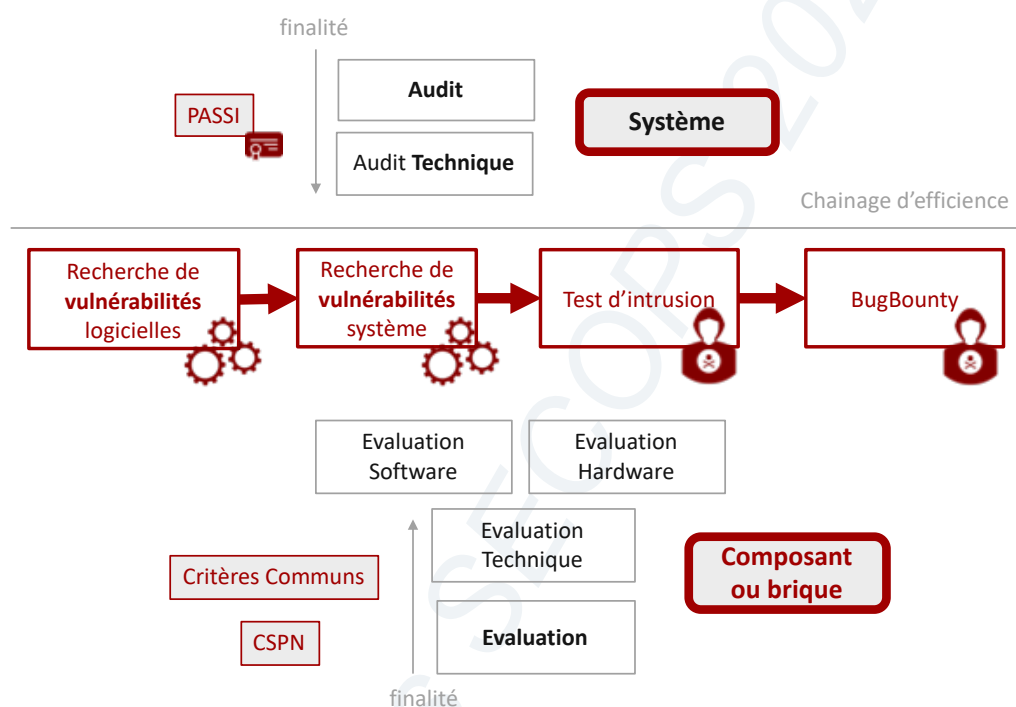 finalité
Audit
PASSI
Système
Audit Technique
Chainage d’efficience
Recherche de
vulnérabilités
logicielles
Recherche de
vulnérabilités
système
Test d’intrusion
BugBounty
Evaluation
Software
Evaluation
Hardware
Evaluation
Technique
Composant
ou brique
Critères Communs
CSPN
Evaluation
finalité
SECOPS